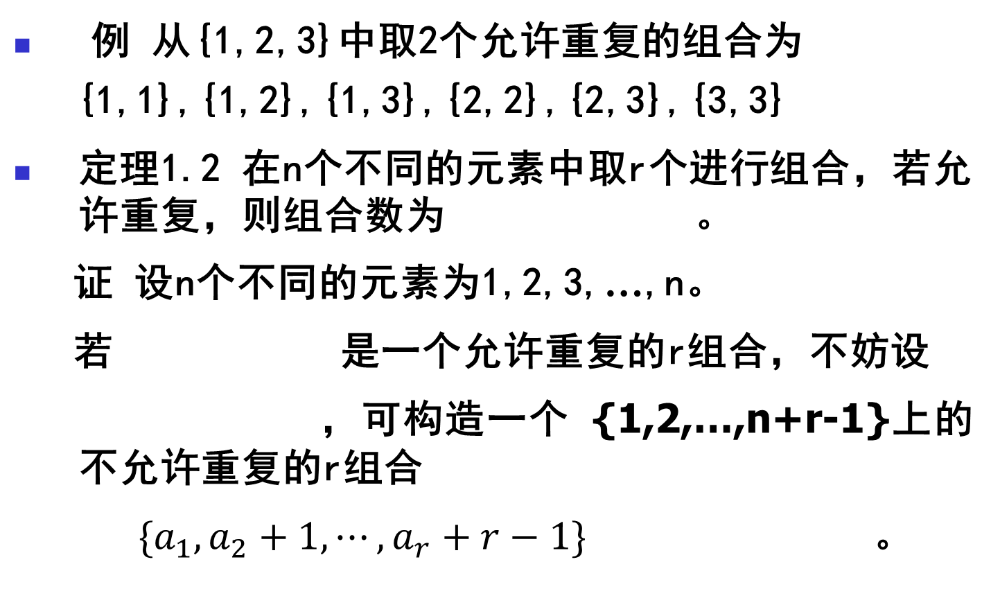 例 从{1,2,3}中取2个允许重复的组合为
{1,1},{1,2},{1,3},{2,2},{2,3},{3,3}
定理1.2 在n个不同的元素中取r个进行组合，若允
许重复，则组合数为 。
证 设n个不同的元素为1,2,3,…,n。
若 是一个允许重复的r组合，不妨设
，可构造一个 {1,2,…,n+r-1}上的
不允许重复的r组合
{a₁,a₂+1,⋯,aᵣ+r−1} 。